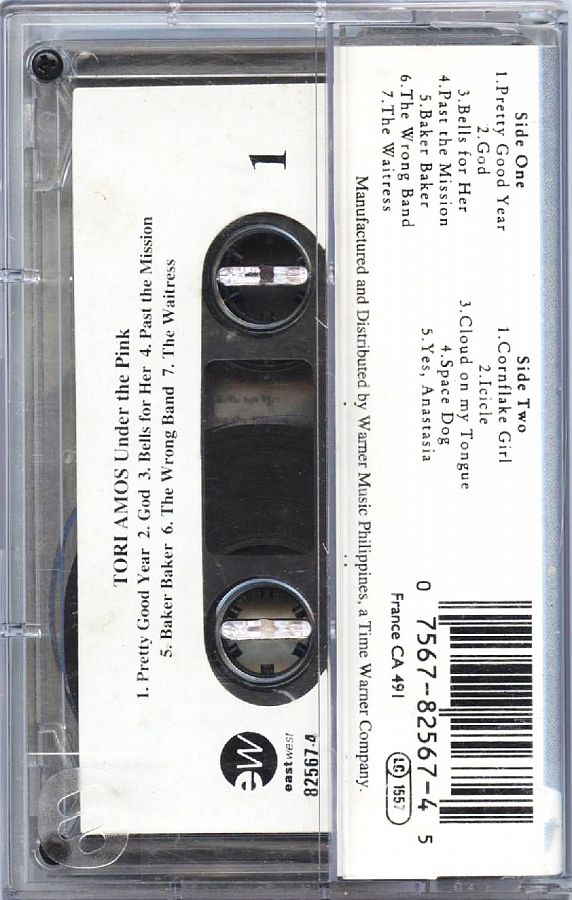 Side One
1.Pretty Good Year
2.God
3.Bells for Her
4.Past the Mission
5.Baker Baker
6.The Wrong Band
7.The Waitress
Side Two
1.Cornflake Girl
2.Icicle
3.Cloud on my Tongue
4.Space Dog
5.Yes, Anastasia
Manufactured and Distributed by Warner Music Philippines, a Time Warner Company.
France CA 491
LC 1557
0 7567-82567-4 5
1
TORI AMOS Under the Pink
1. Pretty Good Year 2. God 3. Bells for Her 4. Past the Mission
5. Baker Baker 6. The Wrong Band 7. The Waitress
eastwest
82567-4